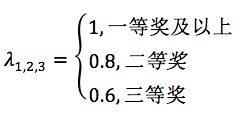 1, 一等奖及以上
λ1,2,3 = 0.8, 二等奖
0.6, 三等奖